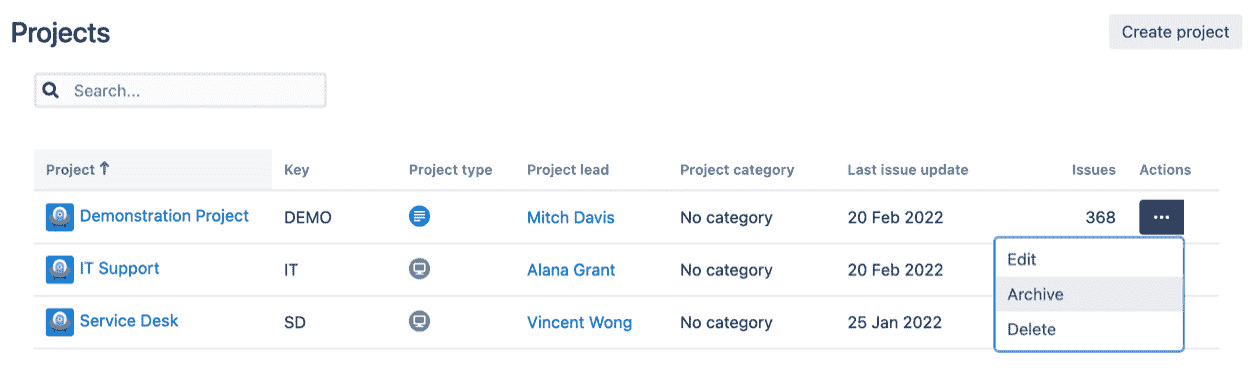 Projects
Create project
Search...
Project ↑ Key Project type Project lead Project category Last issue update Issues Actions
Demonstration Project DEMO Mitch Davis No category 20 Feb 2022 368 ...
Edit
IT Support IT Alana Grant No category 20 Feb 2022
Archive
Service Desk SD Vincent Wong No category 25 Jan 2022
Delete